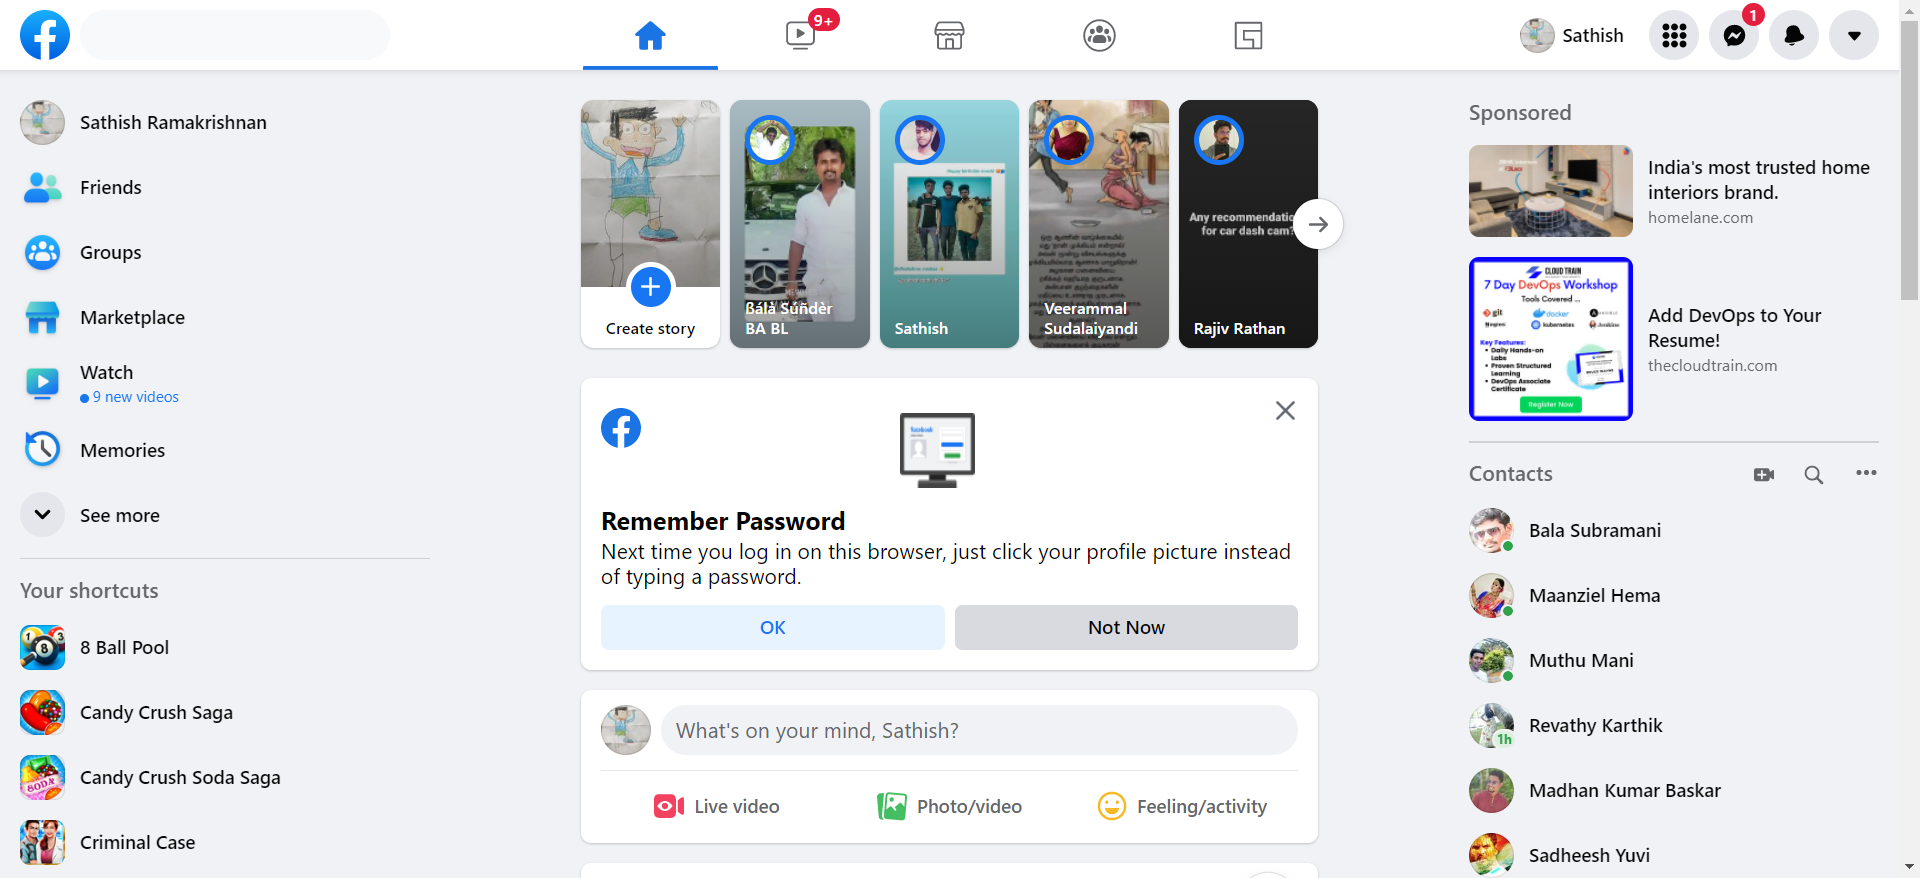 9+
Sathish
1
Sathish Ramakrishnan
Friends
Groups
Marketplace
Watch
9 new videos
Memories
See more
Your shortcuts
8 Ball Pool
Candy Crush Saga
Candy Crush Soda Saga
Criminal Case
Create story
ßálà Súñdèr
BA BL
Sathish
Veerammal
Sudalaiyandi
Any recommendatio
for car dash cam?
Rajiv Rathan
Remember Password
Next time you log in on this browser, just click your profile picture instead
of typing a password.
OK
Not Now
What's on your mind, Sathish?
Live video
Photo/video
Feeling/activity
Sponsored
India's most trusted home
interiors brand.
homelane.com
CLOUD TRAIN
7 Day DevOps Workshop
Tools Covered ...
git
docker
kubernetes
Jenkins
Key Features:
• Daily Hands-on
Labs
• Proven Structured
Learning
• DevOps Associate
Certificate
Register Now
Add DevOps to Your
Resume!
thecloudtrain.com
Contacts
Bala Subramani
Maanziel Hema
Muthu Mani
Revathy Karthik
1h
Madhan Kumar Baskar
Sadheesh Yuvi